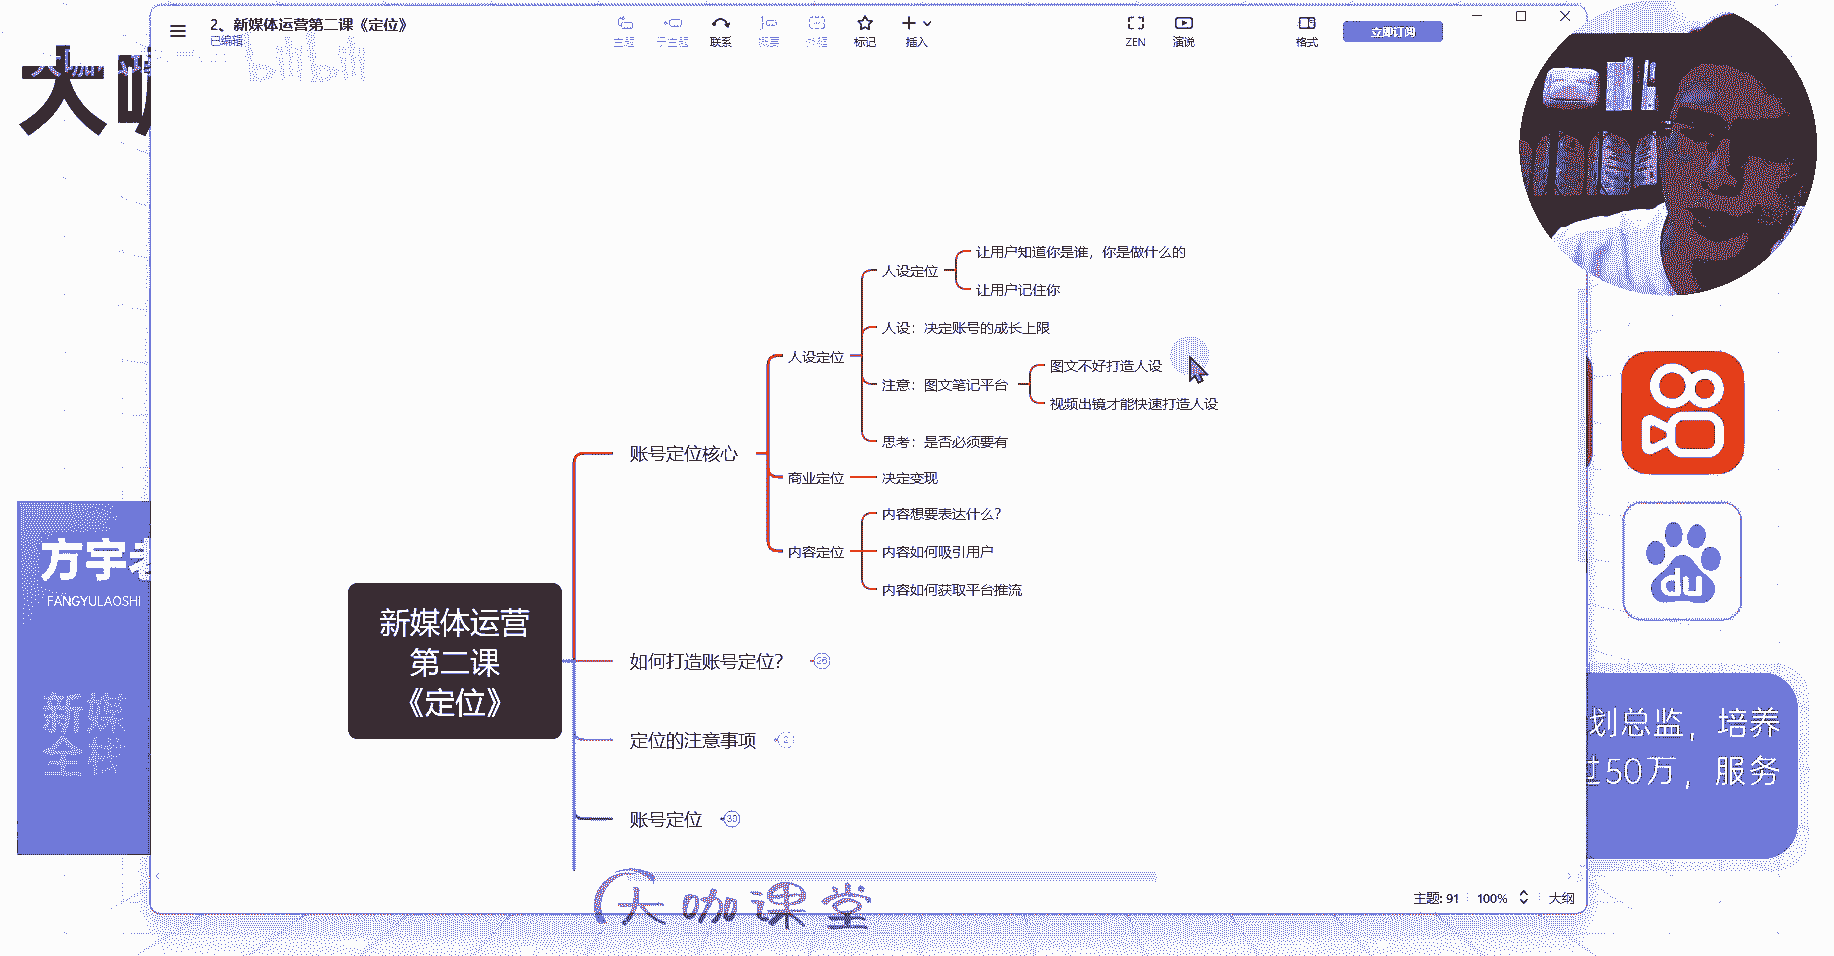 2、新媒体运营第二课《定位》
已编辑
主题
子主题
联系
概要
外框
标记
插入
ZEN
演说
格式
立即订阅
bilibili
大咖
人设定位
让用户知道你是谁，你是做什么的
让用户记住你
人设：决定账号的成长上限
人设定位
注意：图文笔记平台
图文不好打造人设
视频出镜才能快速打造人设
思考：是否必须要有
账号定位核心
商业定位
决定变现
内容定位
内容想要表达什么？
内容如何吸引用户
内容如何获取平台推流
新媒体运营
第二课
《定位》
如何打造账号定位？
26
定位的注意事项
2
账号定位
30
方宇老
FANGYULAOSHI
新媒
全栈
du
划总监，培养
过50万，服务
大咖课堂
主题: 91
100%
大纲